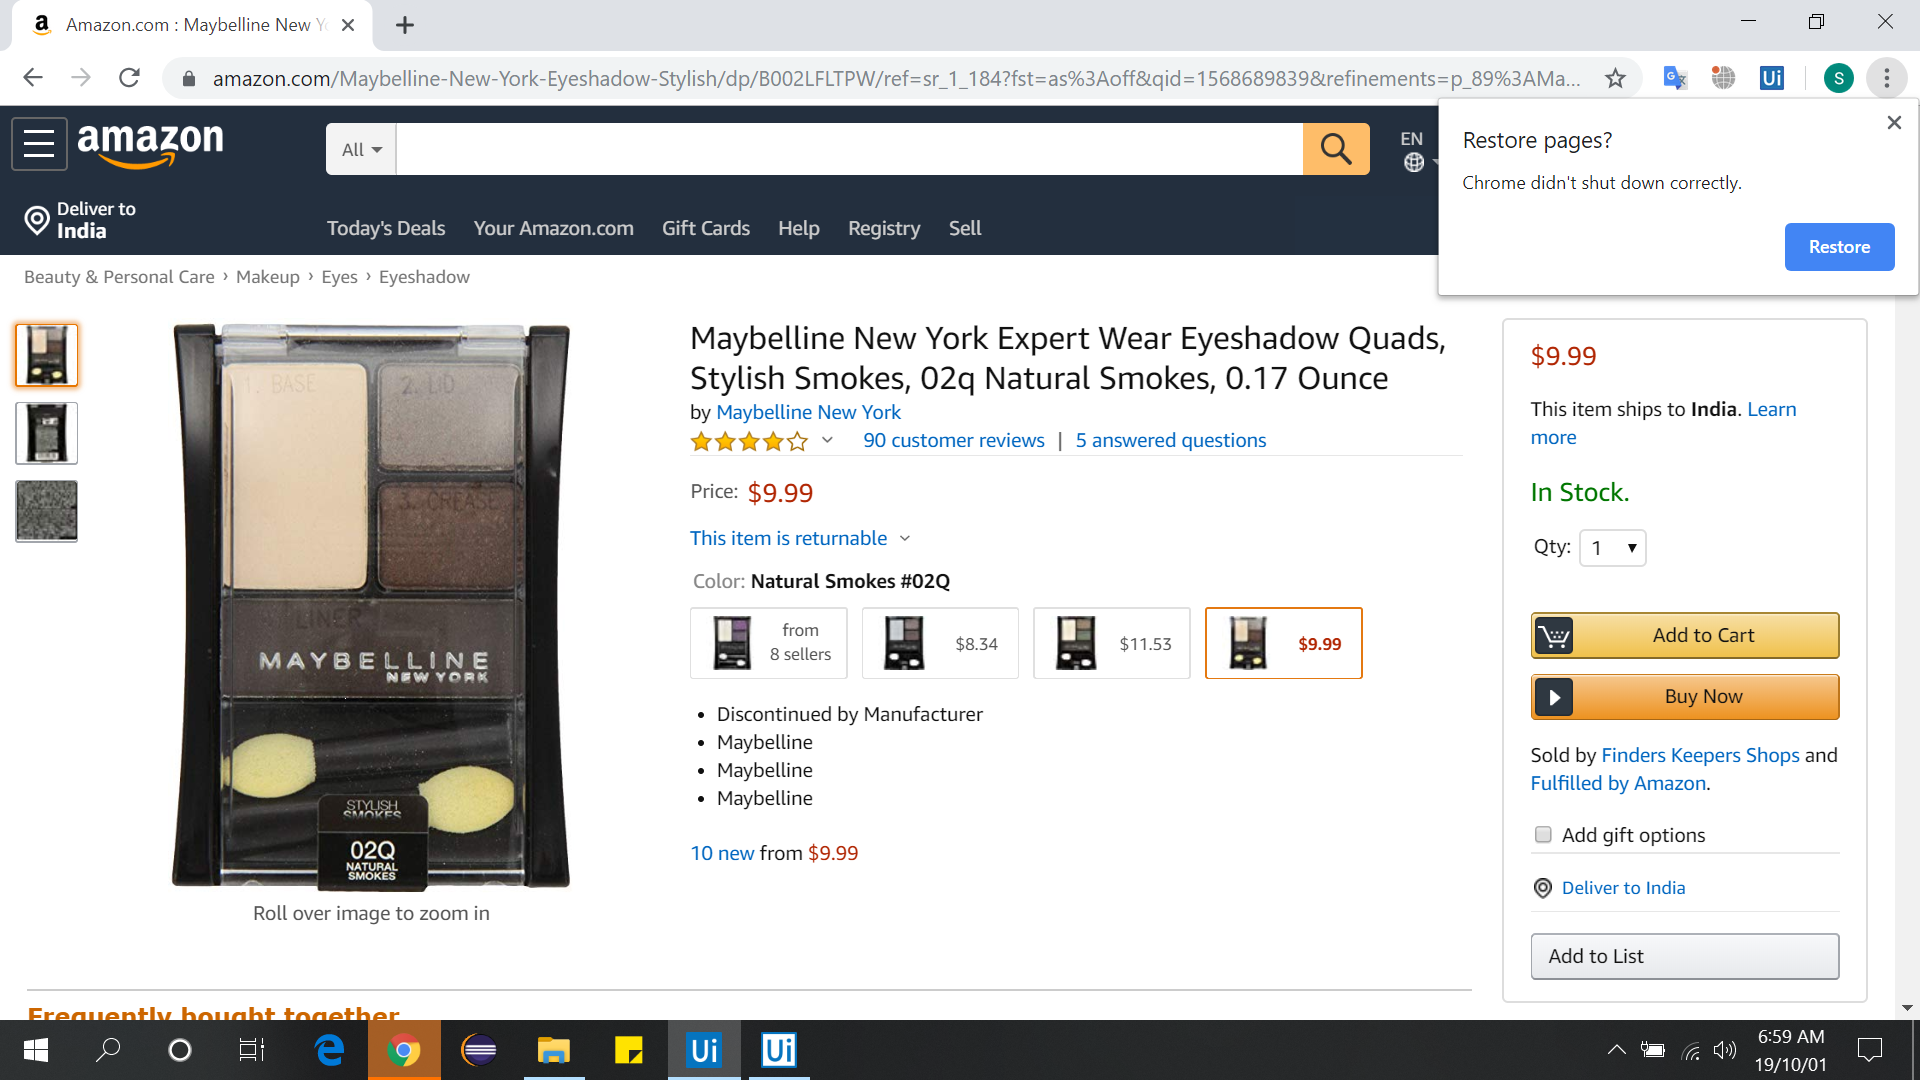 Amazon.com : Maybelline New Y
amazon.com/Maybelline-New-York-Eyeshadow-Stylish/dp/B002LFLTPW/ref=sr_1_184?fst=as%3Aoff&qid=1568689839&refinements=p_89%3AMa...
S
Restore pages?
Chrome didn't shut down correctly.
Restore
amazon
All
EN
Deliver to
India
Today's Deals Your Amazon.com Gift Cards Help Registry Sell
Beauty & Personal Care › Makeup › Eyes › Eyeshadow
1. BASE
2. LID
3. CREASE
LINER
MAYBELLINE
NEW YORK
STYLISH
SMOKES
02Q
NATURAL
SMOKES
Roll over image to zoom in
Maybelline New York Expert Wear Eyeshadow Quads,
Stylish Smokes, 02q Natural Smokes, 0.17 Ounce
by Maybelline New York
90 customer reviews | 5 answered questions
Price: $9.99
This item is returnable
Color: Natural Smokes #02Q
from
8 sellers
$8.34
$11.53
$9.99
• Discontinued by Manufacturer
• Maybelline
• Maybelline
• Maybelline
10 new from $9.99
$9.99
This item ships to India. Learn
more
In Stock.
Qty: 1
Add to Cart
Buy Now
Sold by Finders Keepers Shops and
Fulfilled by Amazon.
Add gift options
Deliver to India
Add to List
Frequently bought together
Ui
Ui
Ui
6:59 AM
19/10/01